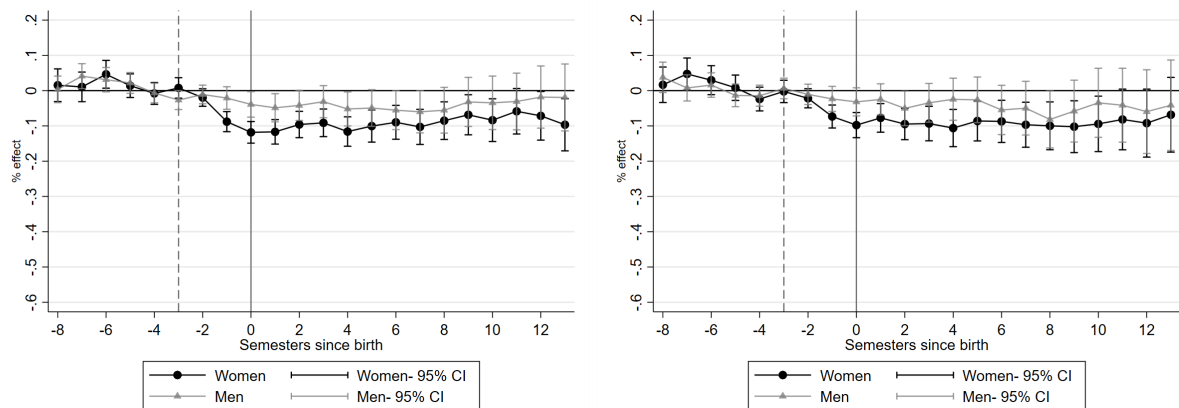 .2
.1
0
-.1
-.2
-.3
-.4
-.5
-.6
% effect
-8 -6 -4 -2 0 2 4 6 8 10 12
Semesters since birth
Women Women- 95% CI
Men Men- 95% CI
.2
.1
0
-.1
-.2
-.3
-.4
-.5
-.6
% effect
-8 -6 -4 -2 0 2 4 6 8 10 12
Semesters since birth
Women Women- 95% CI
Men Men- 95% CI